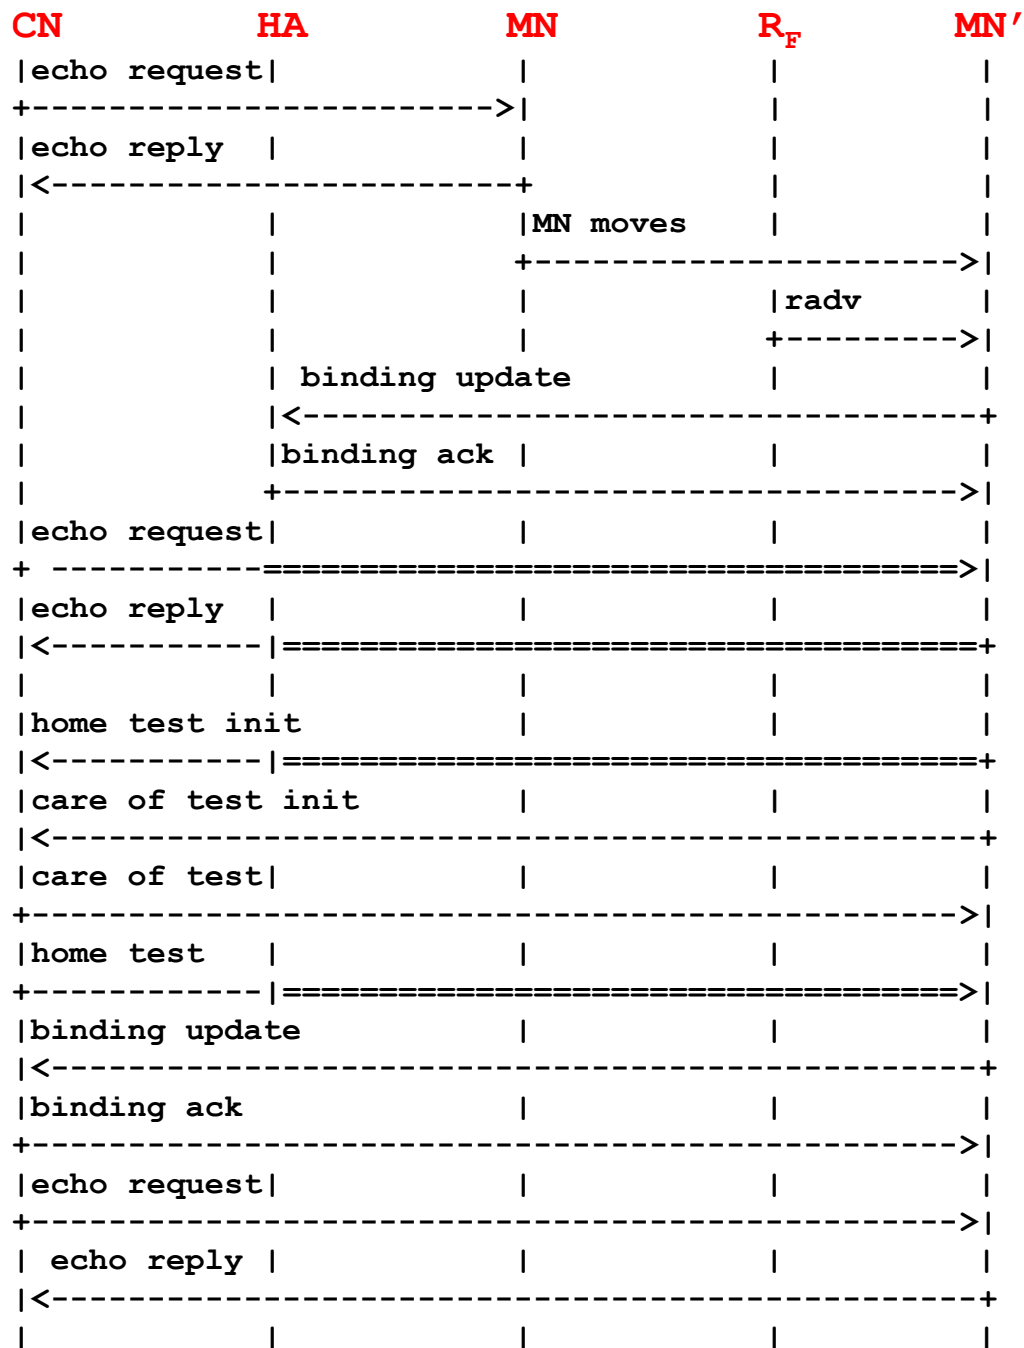 CN HA MN R_F MN'
|echo request| | | |
+------------------------>| | |
|echo reply | | | |
|<------------------------+ | |
| | |MN moves | |
| | +---------------------->|
| | | |radv |
| | | +--------->|
| | binding update | |
| |<-----------------------------------+
| |binding ack | | |
| +----------------------------------->|
|echo request| | | |
+ -----------====================================>|
|echo reply | | | |
|<-----------|====================================+
| | | | |
|home test init | | |
|<-----------|====================================+
|care of test init | | |
|<------------------------------------------------+
|care of test| | | |
+------------------------------------------------>|
|home test | | | |
+------------|===================================>|
|binding update | | |
|<------------------------------------------------+
|binding ack | | |
+------------------------------------------------>|
|echo request| | | |
+------------------------------------------------>|
| echo reply | | | |
|<------------------------------------------------+
| | | | |